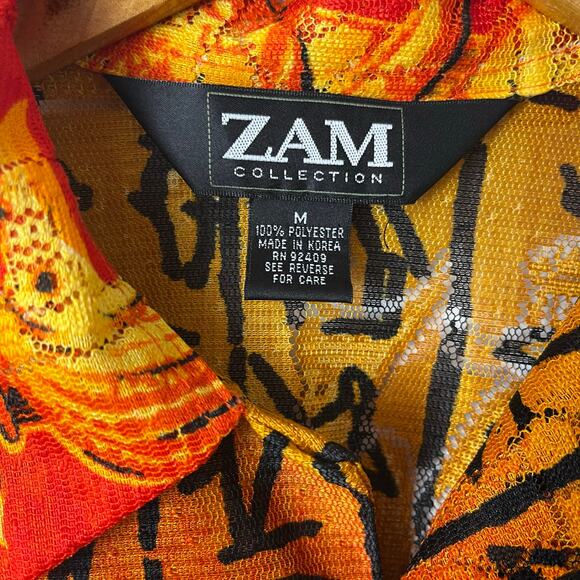 ZAM
COLLECTION
M
100% POLYESTER
MADE IN KOREA
RN 92409
SEE REVERSE
FOR CARE